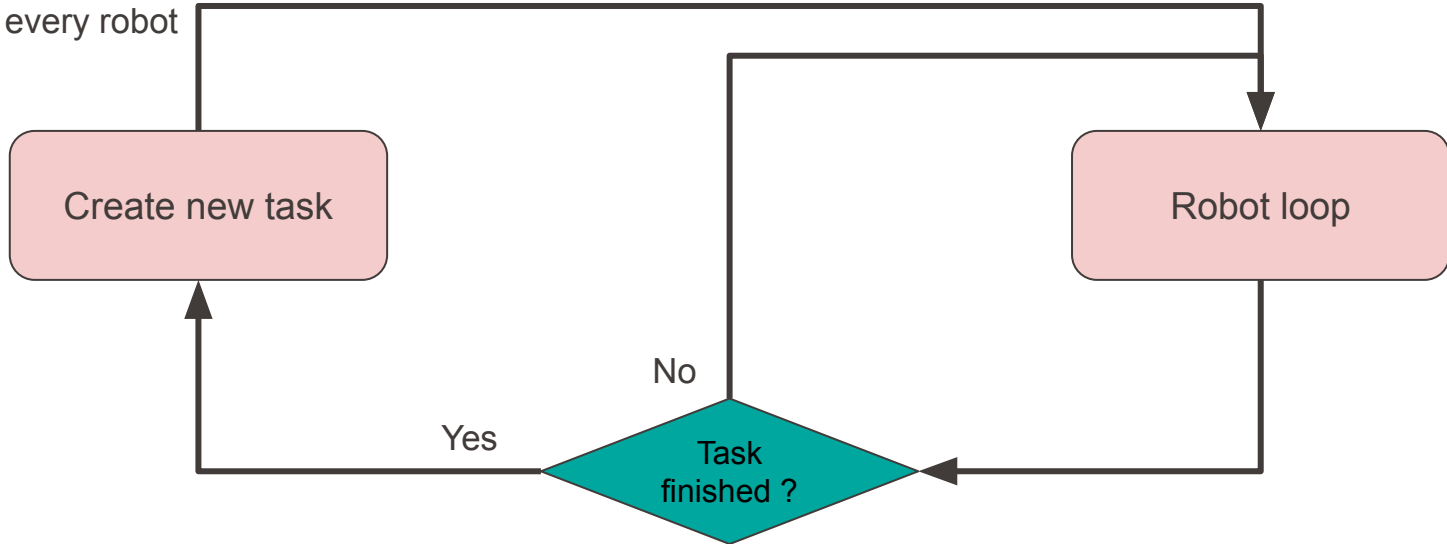 every robot
Create new task
Robot loop
No
Yes
Task
finished ?